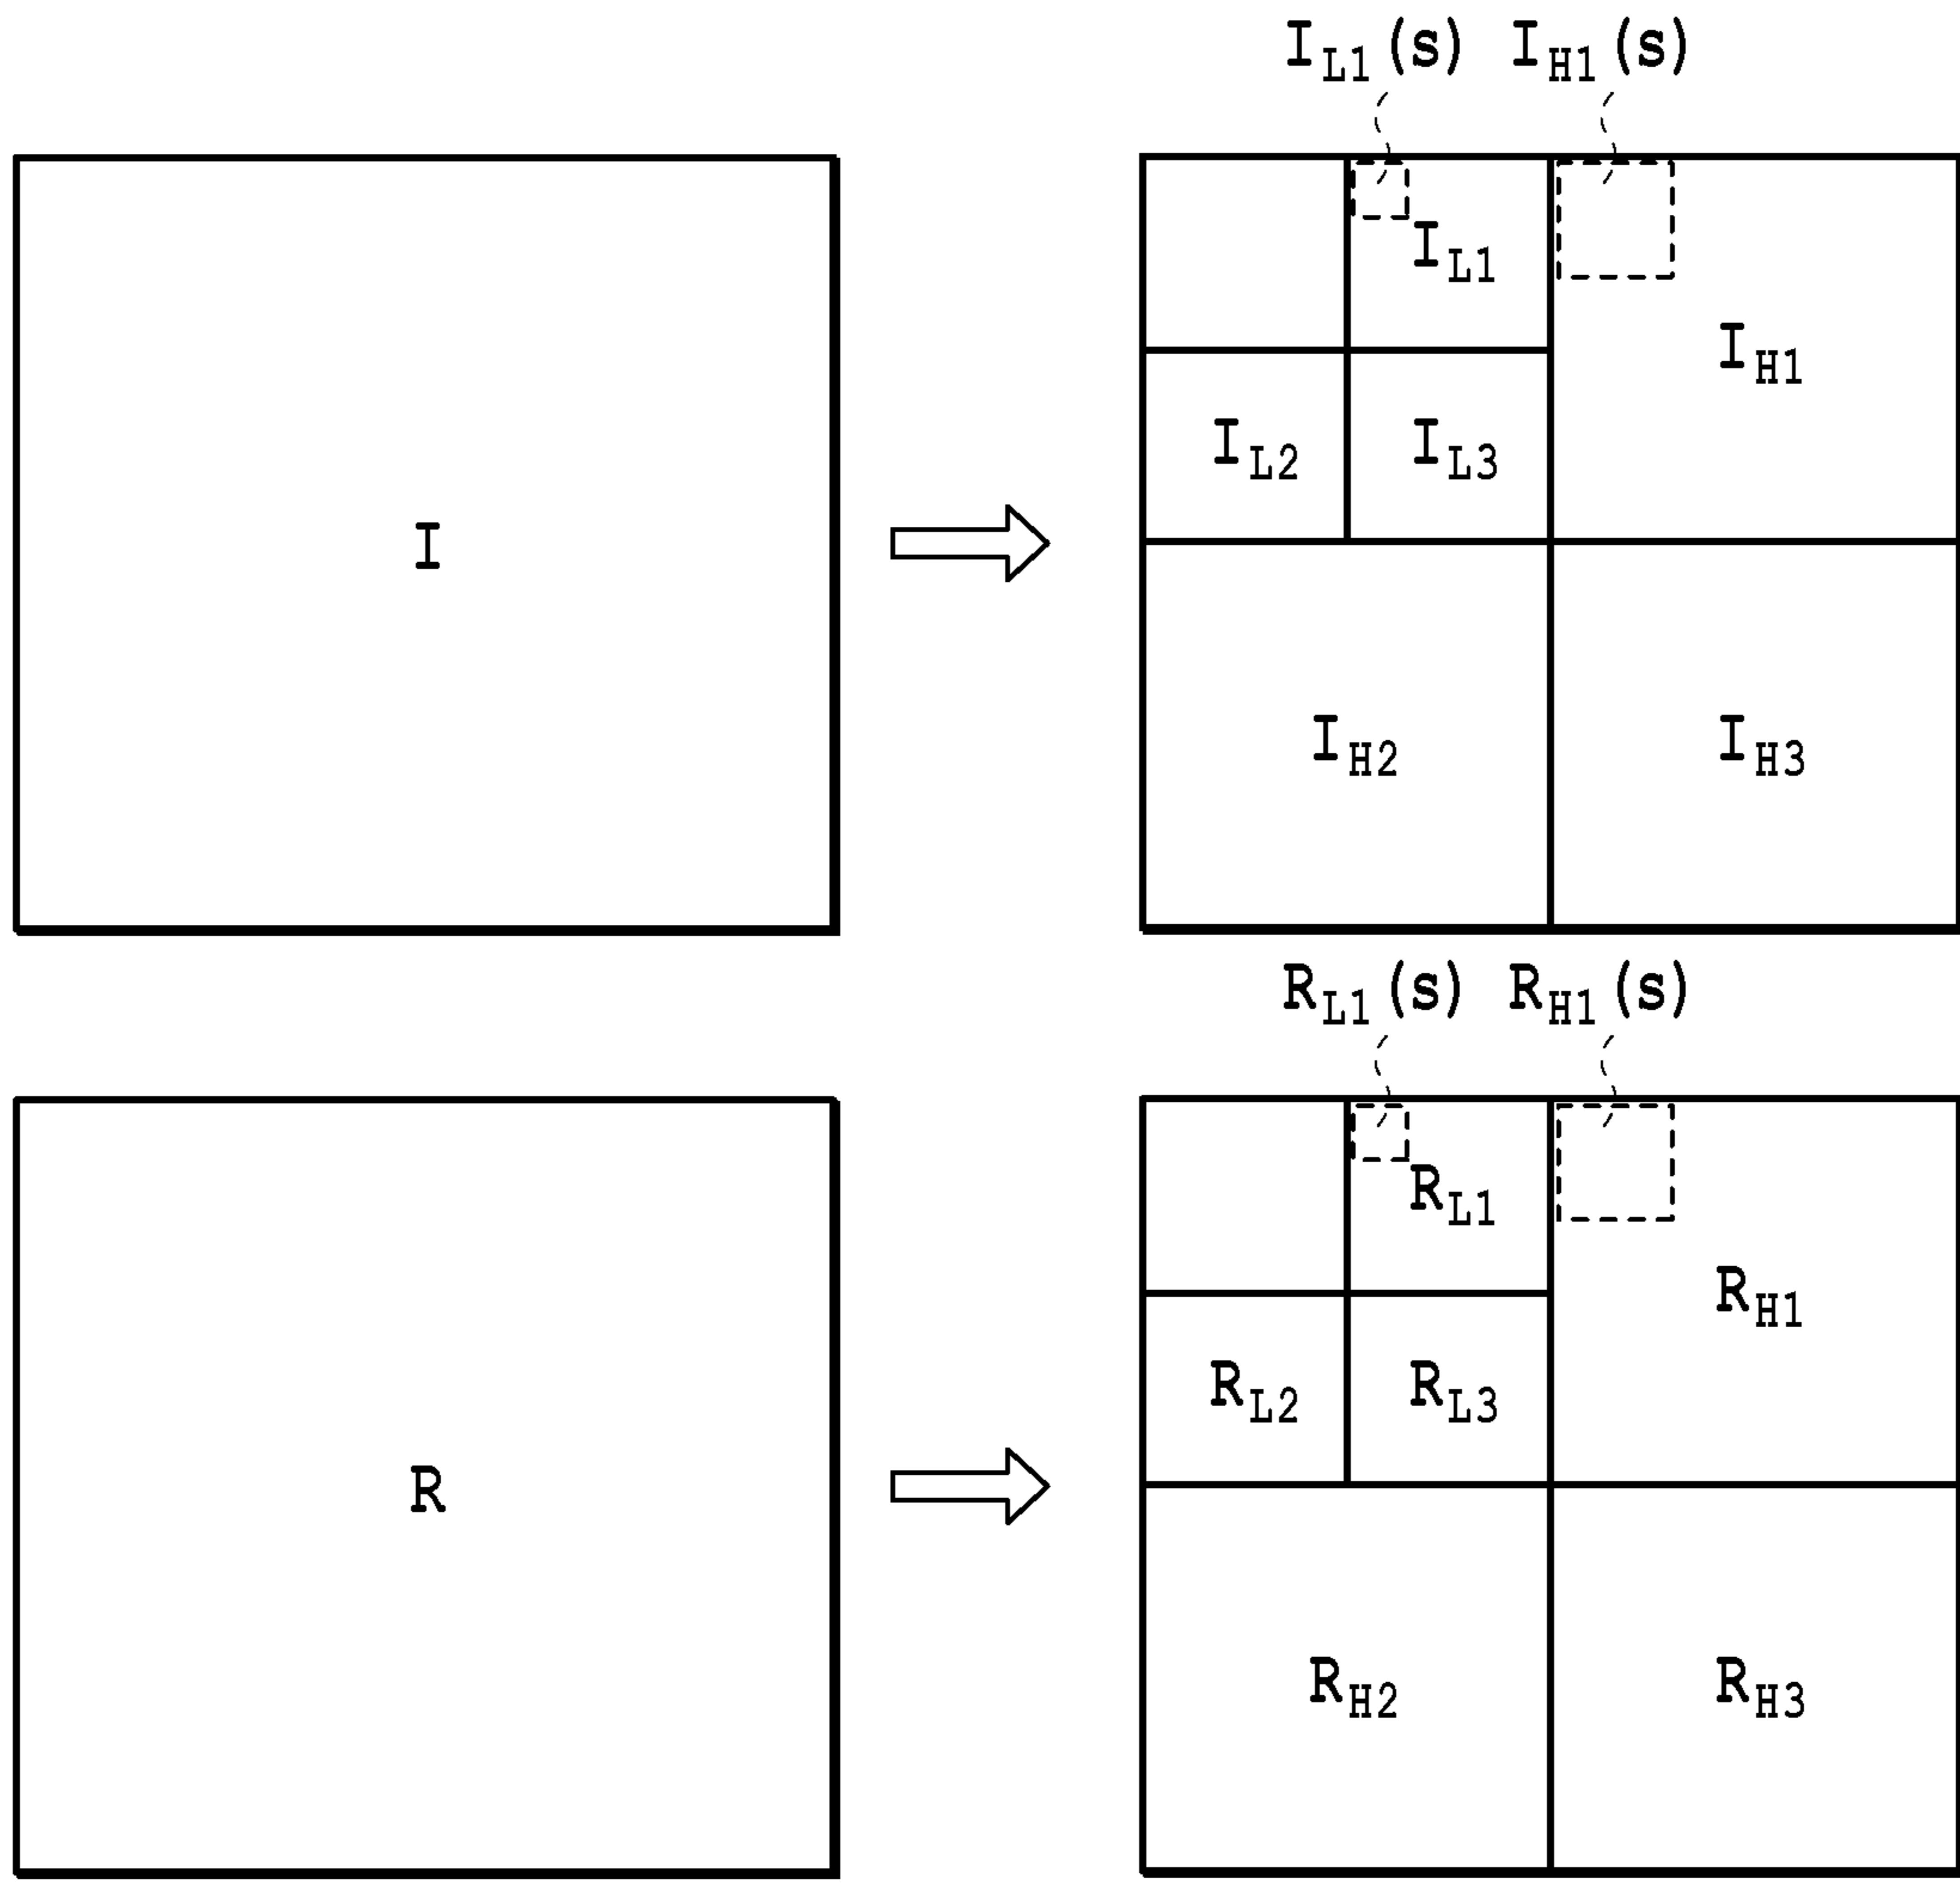 I_L1(s) I_H1(s)
I_L1
I_H1
I_L2 I_L3
I
I_H2 I_H3
R_L1(s) R_H1(s)
R_L1
R_H1
R_L2 R_L3
R
R_H2 R_H3